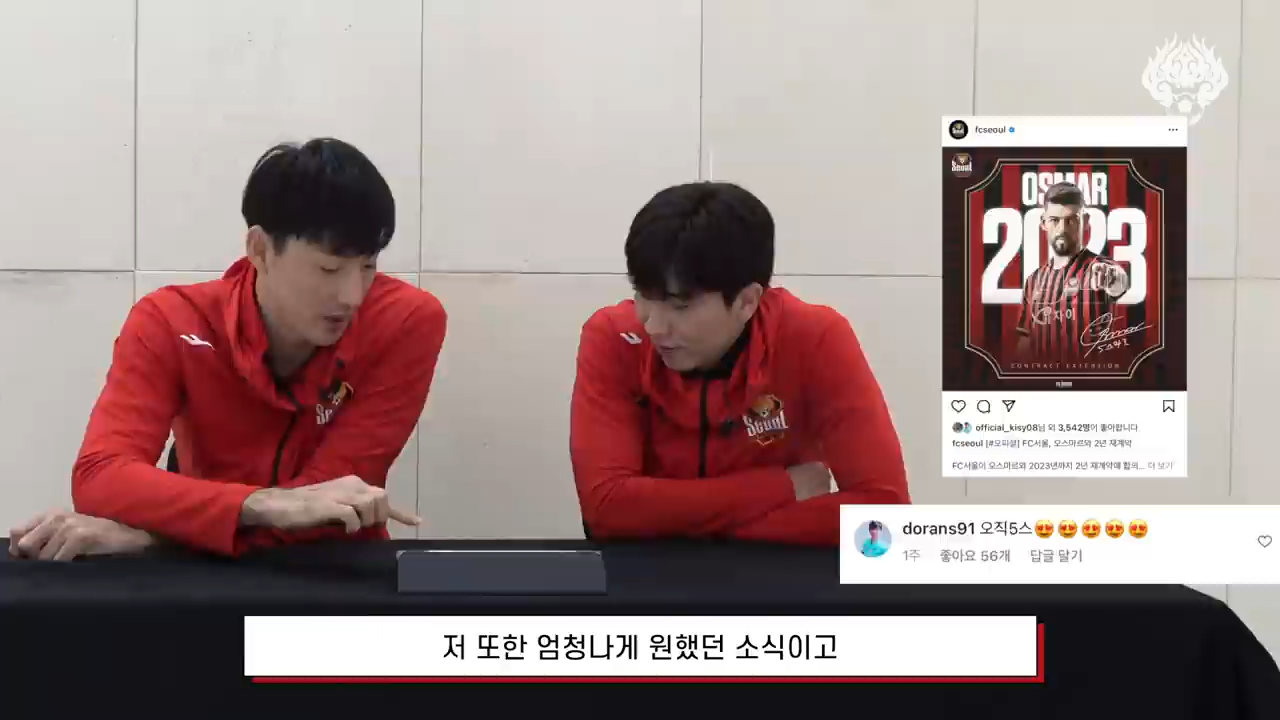 fcseoul
Seoul
OSMAR
2023
자이
CONTRACT EXTENSION
official_kisy08님 외 3,542명이 좋아합니다
fcseoul [#오피셜] FC서울, 오스마르와 2년 재계약
FC서울이 오스마르와 2023년까지 2년 재계약에 합의... 더 보기
Seoul
dorans91 오직5스😍😍😍😍😍
1주 좋아요 56개 답글 달기
저 또한 엄청나게 원했던 소식이고